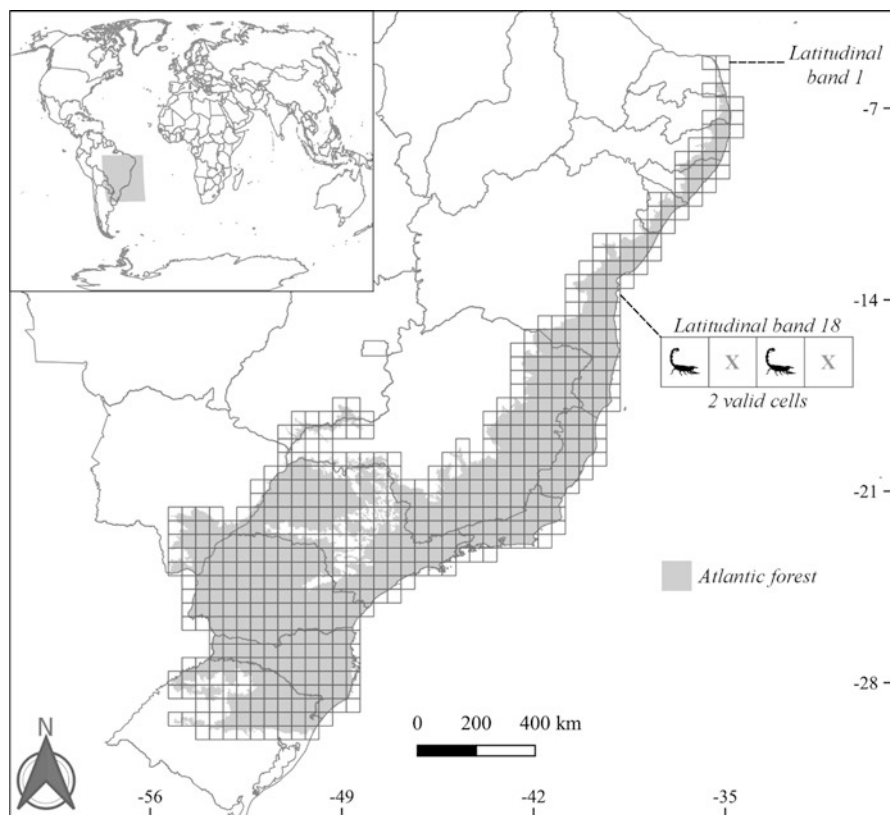 Latitudinal
band 1
-7
-14
Latitudinal band 18
X X
2 valid cells
-21
Atlantic forest
-28
N
0 200 400 km
-56 -49 -42 -35